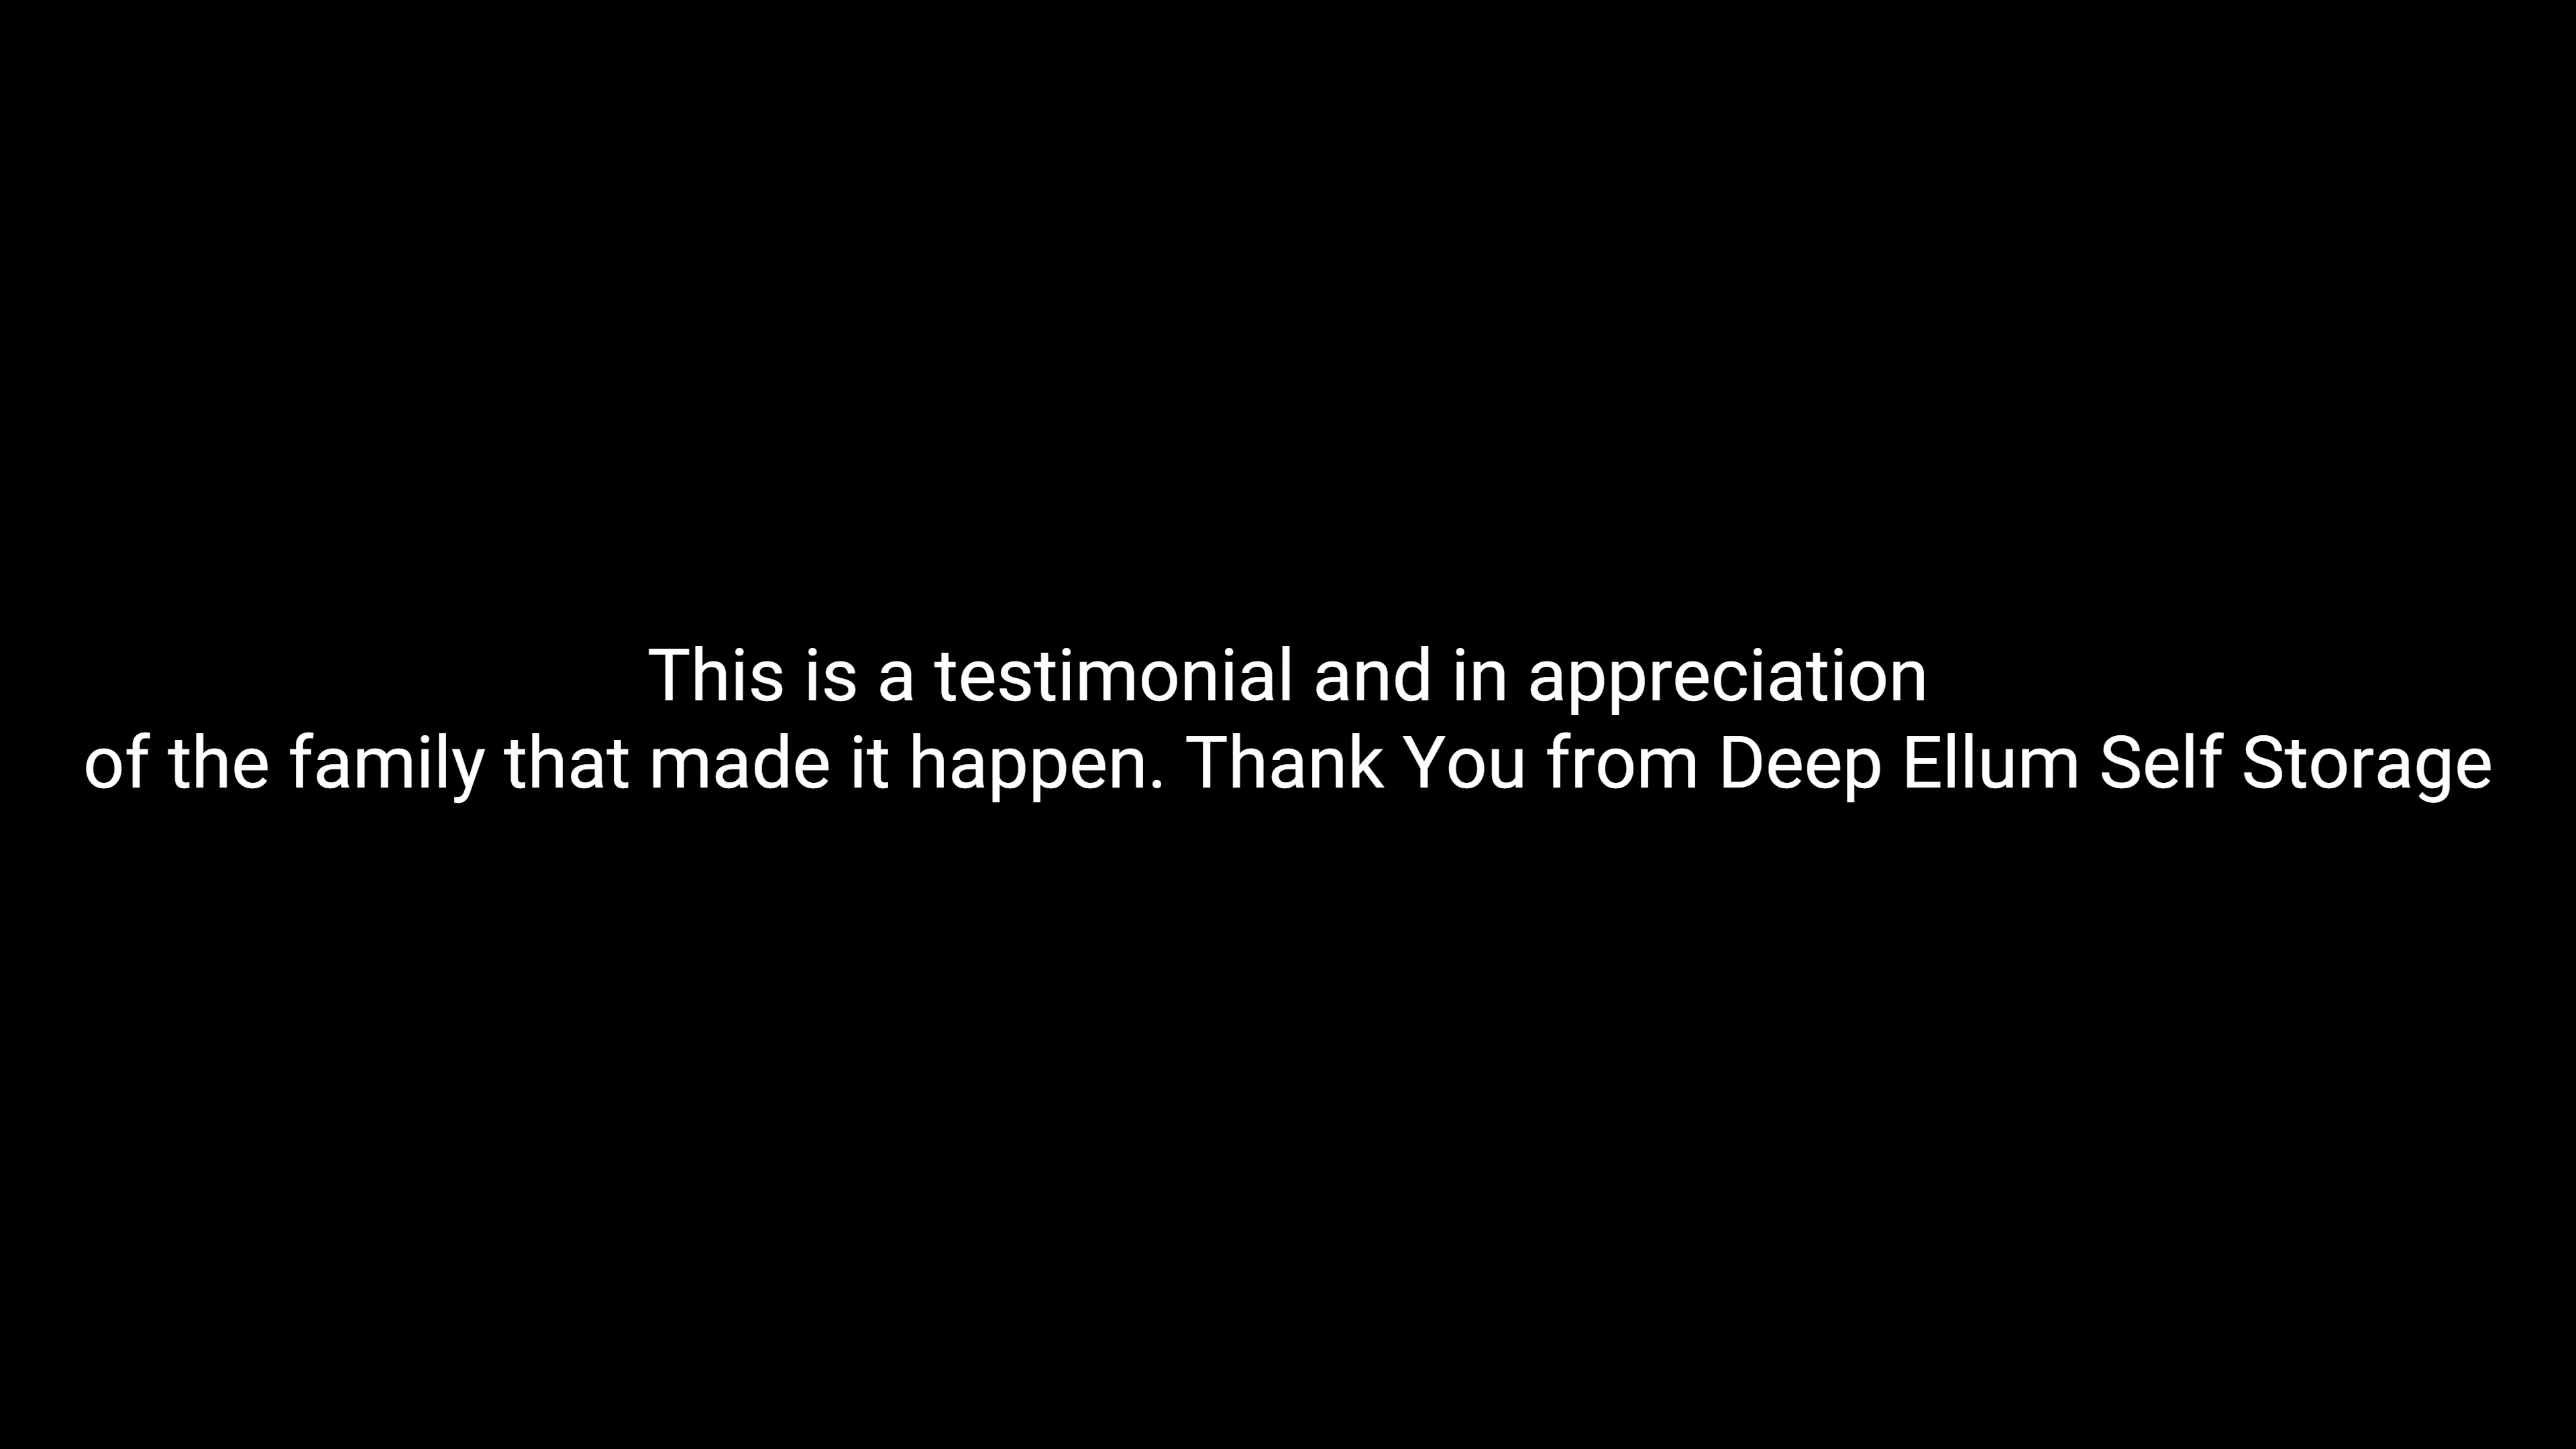 This is a testimonial and in appreciation
of the family that made it happen. Thank You from Deep Ellum Self Storage